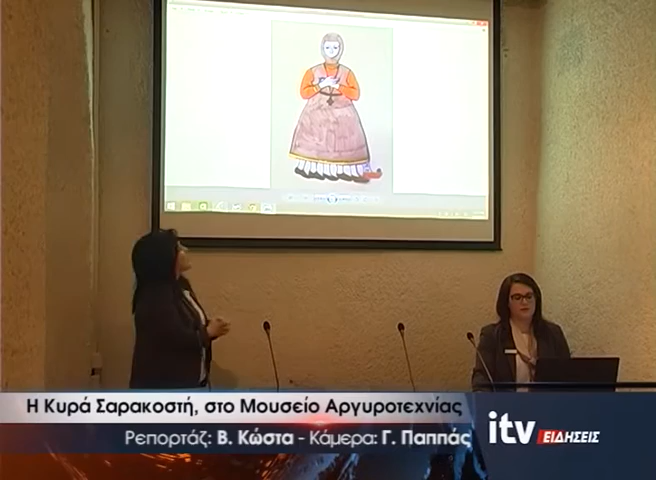 Η Κυρά Σαρακοστή, στο Μουσείο Αργυροτεχνίας
Ρεπορτάζ: Β. Κώστα - Κάμερα: Γ. Παππάς
itv ΕΙΔΗΣΕΙΣ